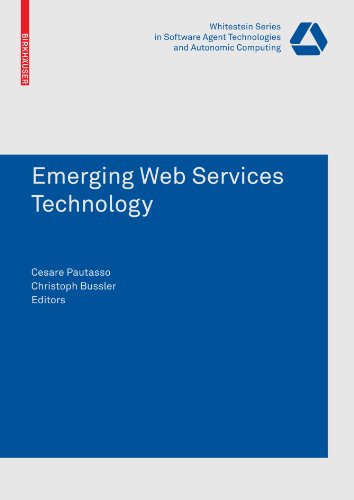 BIRKHÄUSER
Whitestein Series
in Software Agent Technologies
and Autonomic Computing
Emerging Web Services
Technology
Cesare Pautasso
Christoph Bussler
Editors